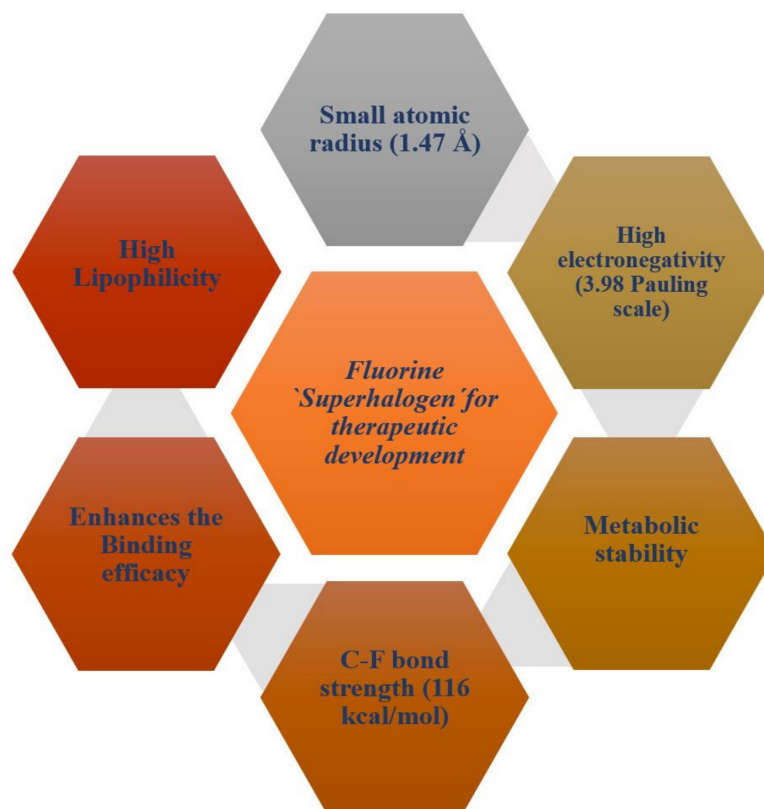 Small atomic
radius (1.47 Å)
High
electronegativity
(3.98 Pauling
scale)
Metabolic
stability
C-F bond
strength (116
kcal/mol)
Enhances the
Binding
efficacy
High
Lipophilicity
Fluorine
`Superhalogen´for
therapeutic
development